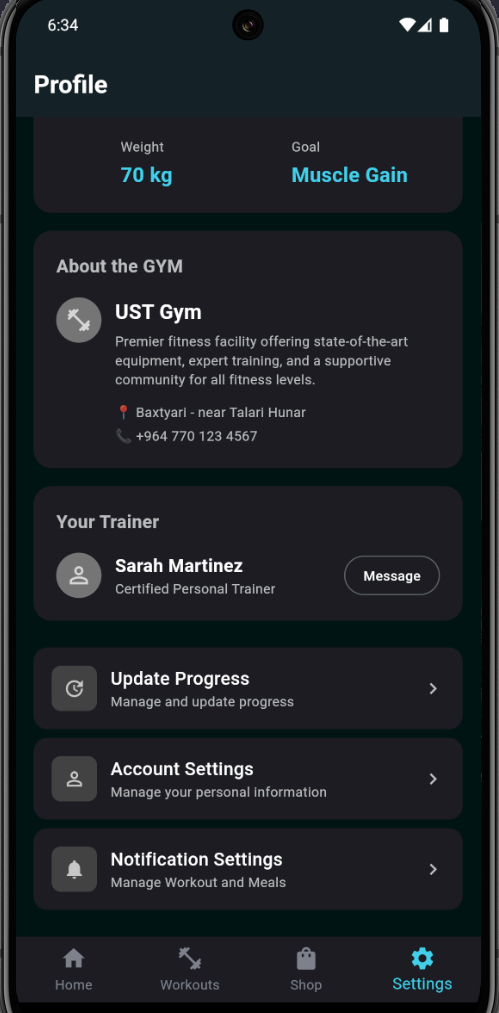 6:34
Profile
Weight
Goal
70 kg
Muscle Gain
About the GYM
UST Gym
Premier fitness facility offering state-of-the-art
equipment, expert training, and a supportive
community for all fitness levels.
📍 Baxtyari - near Talari Hunar
📞 +964 770 123 4567
Your Trainer
Sarah Martinez
Certified Personal Trainer
Message
Update Progress
Manage and update progress
Account Settings
Manage your personal information
Notification Settings
Manage Workout and Meals
Home
Workouts
Shop
Settings